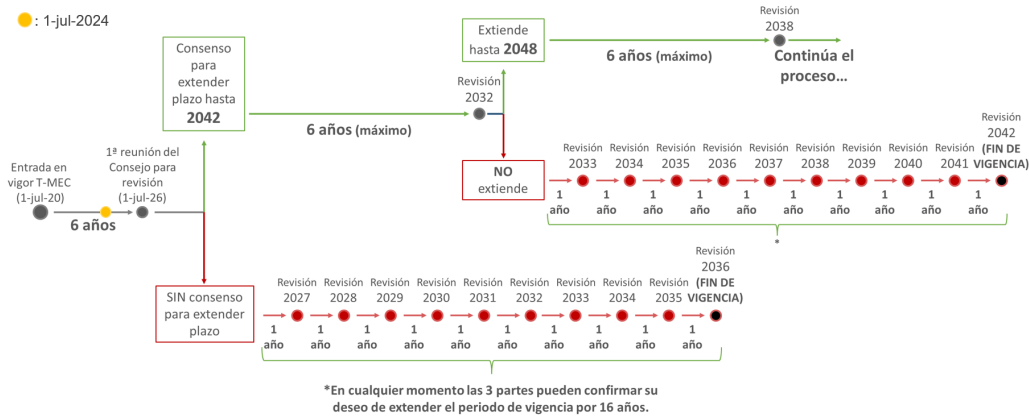 : 1-jul-2024
Entrada en
vigor T-MEC
(1-jul-20)
6 años
1ª reunión del
Consejo para
revisión
(1-jul-26)
Consenso
para
extender
plazo hasta
2042
6 años (máximo)
Revisión
2032
Extiende
hasta 2048
6 años (máximo)
Revisión
2038
Continúa el
proceso...
NO
extiende
Revisión
2033
Revisión
2034
Revisión
2035
Revisión
2036
Revisión
2037
Revisión
2038
Revisión
2039
Revisión
2040
Revisión
2041
Revisión
2042
(FIN DE
VIGENCIA)
1
año
1
año
1
año
1
año
1
año
1
año
1
año
1
año
1
año
1
año
*
SIN consenso
para extender
plazo
Revisión
2027
Revisión
2028
Revisión
2029
Revisión
2030
Revisión
2031
Revisión
2032
Revisión
2033
Revisión
2034
Revisión
2035
Revisión
2036
(FIN DE
VIGENCIA)
1
año
1
año
1
año
1
año
1
año
1
año
1
año
1
año
1
año
1
año
*En cualquier momento las 3 partes pueden confirmar su
deseo de extender el periodo de vigencia por 16 años.